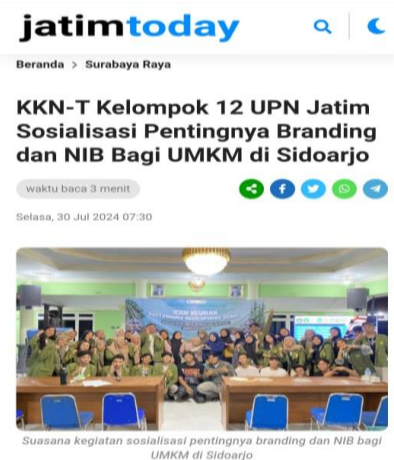 jatimtoday
Beranda > Surabaya Raya
KKN-T Kelompok 12 UPN Jatim
Sosialisasi Pentingnya Branding
dan NIB Bagi UMKM di Sidoarjo
waktu baca 3 menit
Selasa, 30 Jul 2024 07:30
Suasana kegiatan sosialisasi pentingnya branding dan NIB bagi
UMKM di Sidoarjo